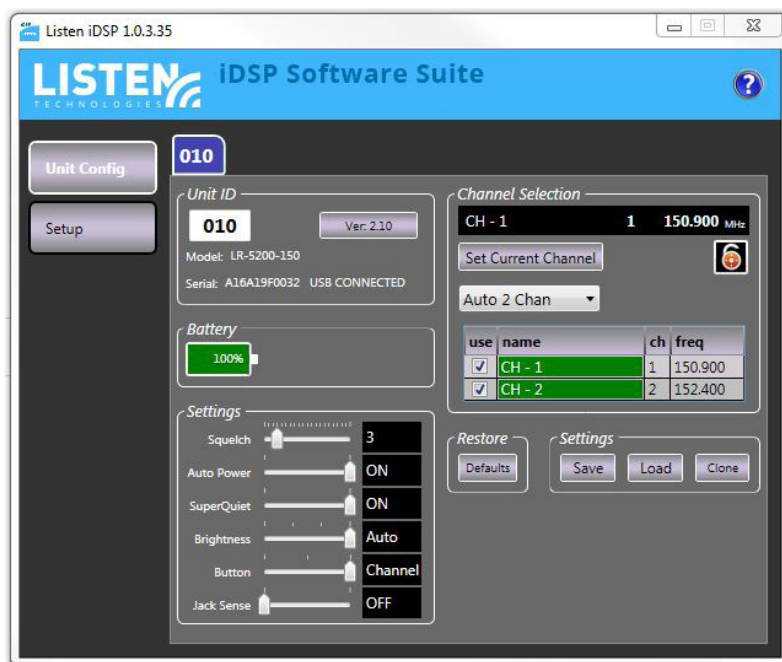 Listen iDSP 1.0.3.35
LISTEN
TECHNOLOGIES
iDSP Software Suite
?
Unit Config
Setup
010
Unit ID
010
Ver: 2.10
Model: LR-5200-150
Serial: A16A19F0032 USB CONNECTED
Battery
100%
Settings
Squelch 3
Auto Power ON
SuperQuiet ON
Brightness Auto
Button Channel
Jack Sense OFF
Channel Selection
CH - 1 1 150.900 MHz
Set Current Channel
Auto 2 Chan
use name ch freq
CH - 1 1 150.900
CH - 2 2 152.400
Restore
Defaults
Settings
Save Load Clone